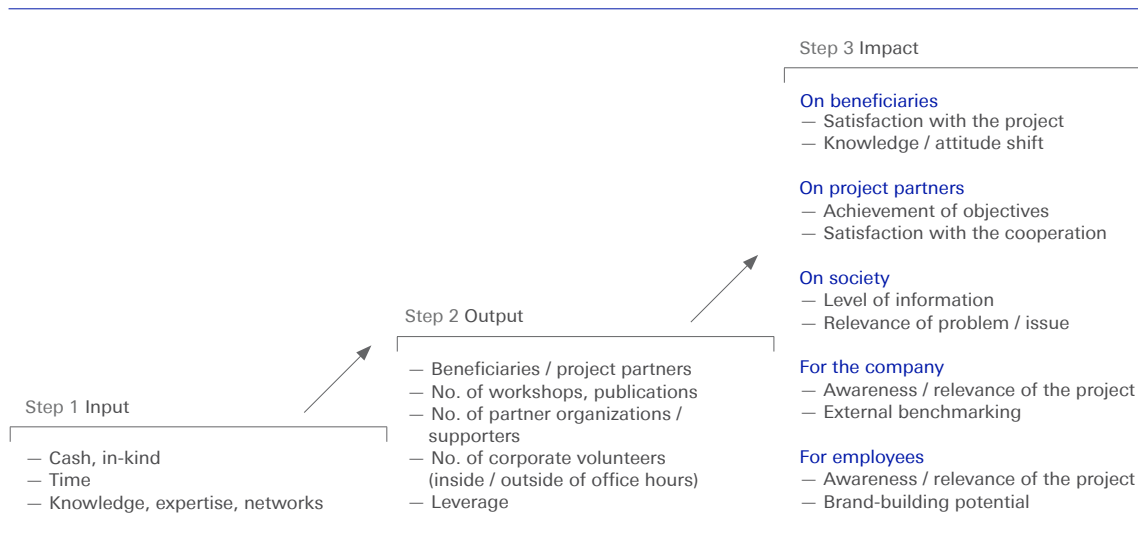 Step 1 Input
— Cash, in-kind
— Time
— Knowledge, expertise, networks
Step 2 Output
— Beneficiaries / project partners
— No. of workshops, publications
— No. of partner organizations /
supporters
— No. of corporate volunteers
(inside / outside of office hours)
— Leverage
Step 3 Impact
On beneficiaries
— Satisfaction with the project
— Knowledge / attitude shift
On project partners
— Achievement of objectives
— Satisfaction with the cooperation
On society
— Level of information
— Relevance of problem / issue
For the company
— Awareness / relevance of the project
— External benchmarking
For employees
— Awareness / relevance of the project
— Brand-building potential